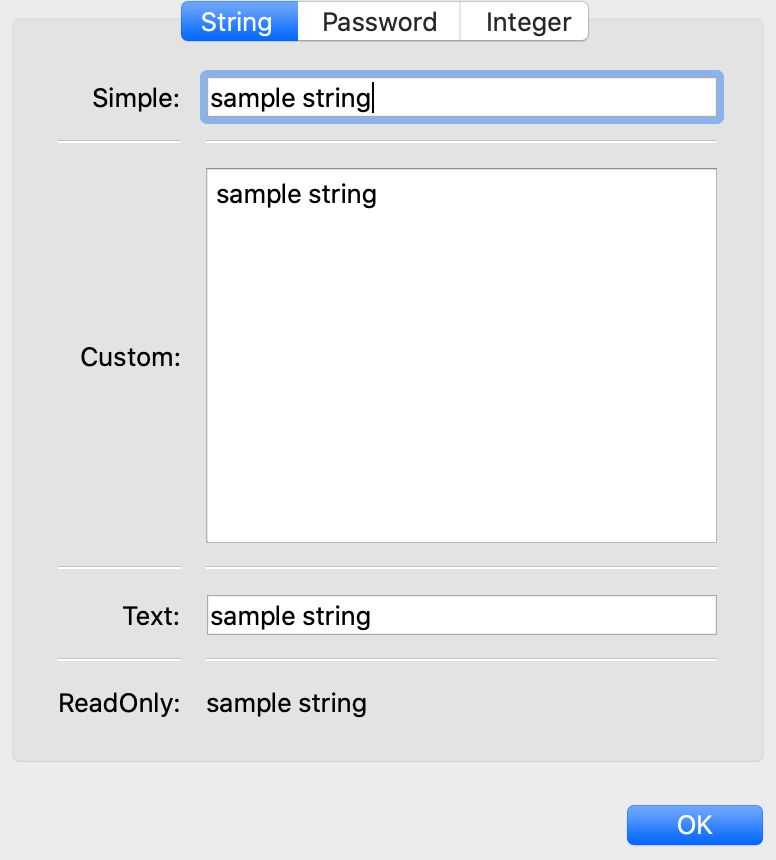 String Password Integer
Simple: sample string
sample string
Custom:
Text: sample string
ReadOnly: sample string
OK